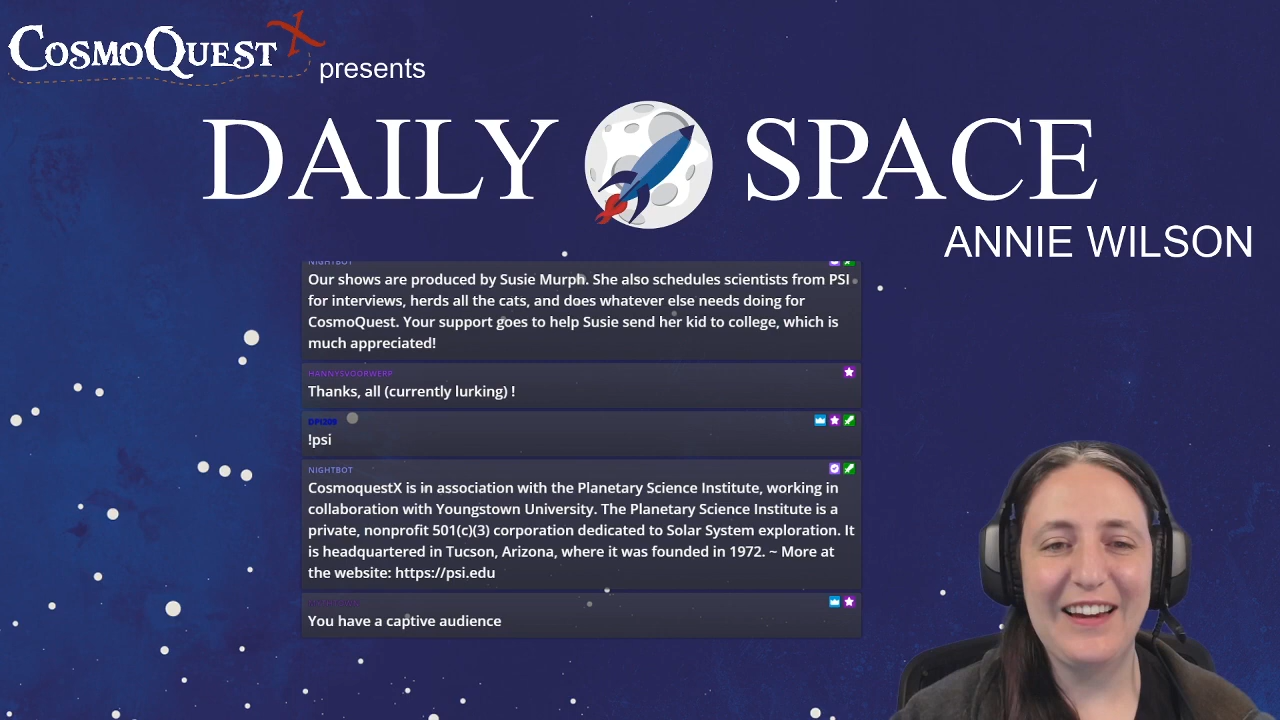 CosmoQuest X
presents
DAILY SPACE
ANNIE WILSON
NIGHTBOT
Our shows are produced by Susie Murph. She also schedules scientists from PSI
for interviews, herds all the cats, and does whatever else needs doing for
CosmoQuest. Your support goes to help Susie send her kid to college, which is
much appreciated!
HANNYSVOORWERP
Thanks, all (currently lurking) !
DPI209
!psi
NIGHTBOT
CosmoquestX is in association with the Planetary Science Institute, working in
collaboration with Youngstown University. The Planetary Science Institute is a
private, nonprofit 501(c)(3) corporation dedicated to Solar System exploration. It
is headquartered in Tucson, Arizona, where it was founded in 1972. ~ More at
the website: https://psi.edu
You have a captive audience